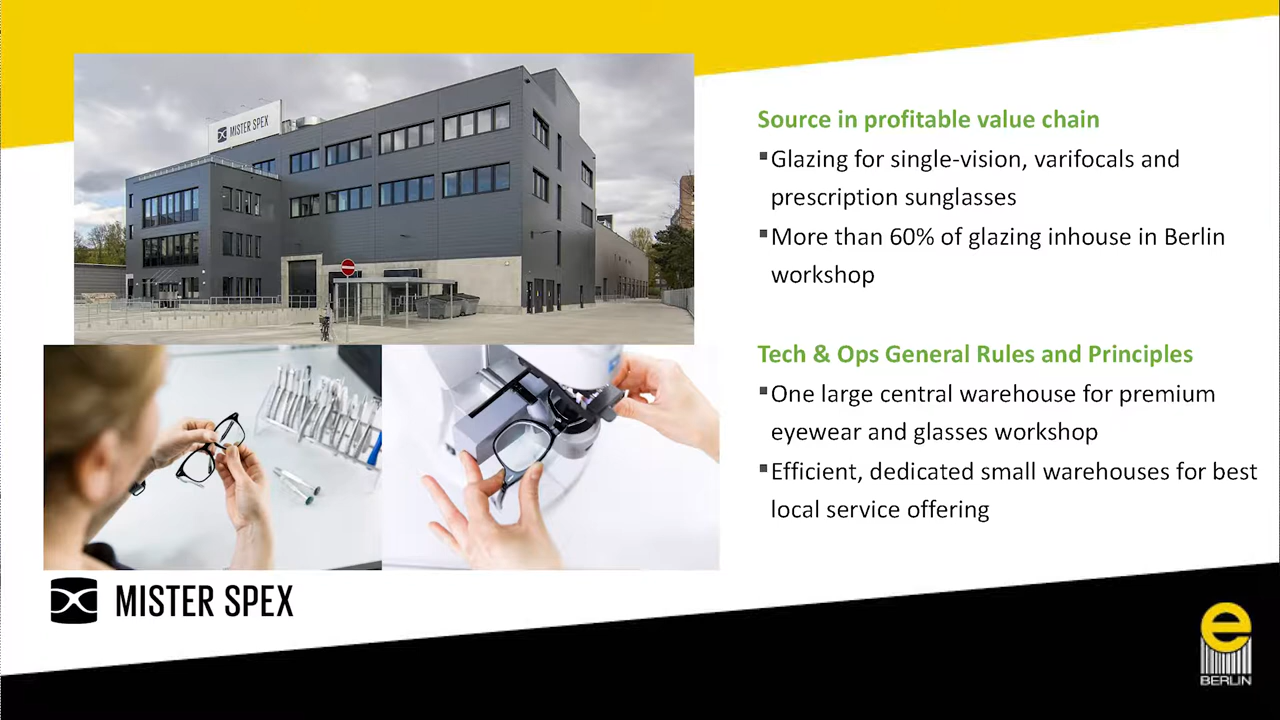 MISTER SPEX
Source in profitable value chain
▪Glazing for single-vision, varifocals and
prescription sunglasses
▪More than 60% of glazing inhouse in Berlin
workshop
Tech & Ops General Rules and Principles
▪One large central warehouse for premium
eyewear and glasses workshop
▪Efficient, dedicated small warehouses for best
local service offering
MISTER SPEX
e
BERLIN